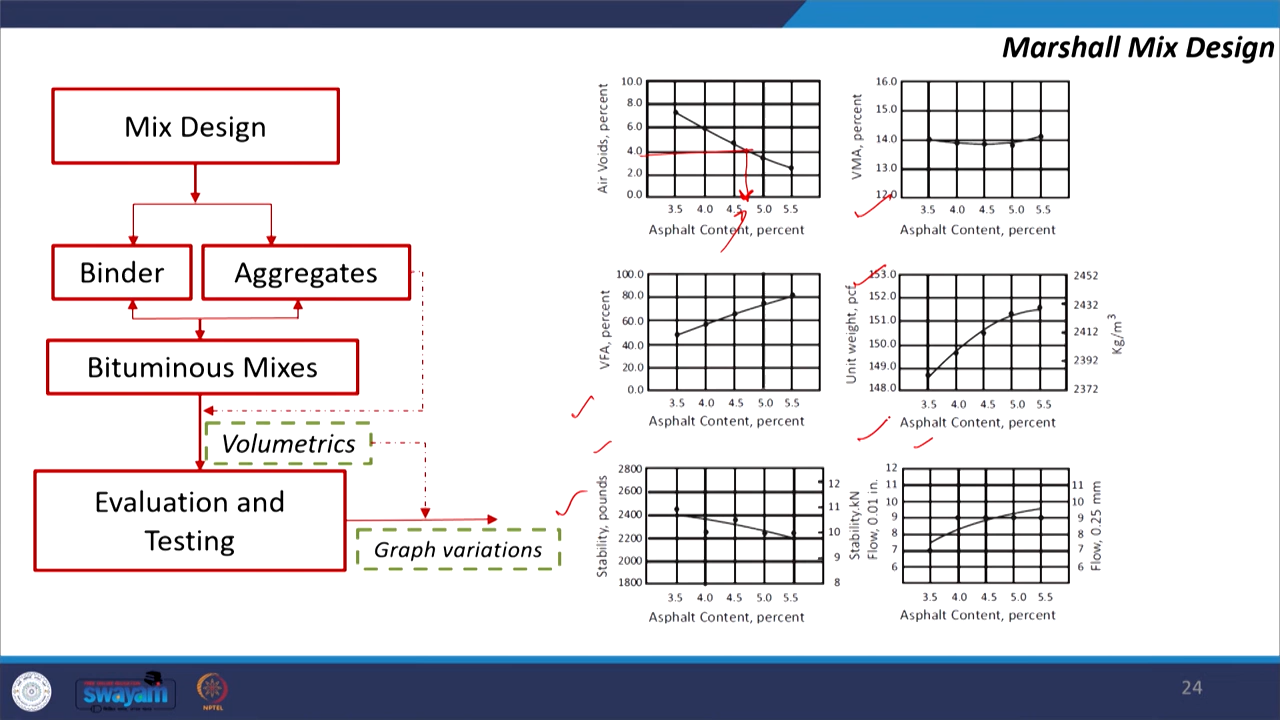 Marshall Mix Design
Mix Design
Binder
Aggregates
Bituminous Mixes
Volumetrics
Evaluation and
Testing
Graph variations
Air Voids, percent
10.0
8.0
6.0
4.0
2.0
0.0
3.5 4.0 4.5 5.0 5.5
Asphalt Content, percent
VMA, percent
16.0
15.0
14.0
13.0
12.0
3.5 4.0 4.5 5.0 5.5
Asphalt Content, percent
VFA, percent
100.0
80.0
60.0
40.0
20.0
0.0
3.5 4.0 4.5 5.0 5.5
Asphalt Content, percent
Unit weight, pcf
153.0
152.0
151.0
150.0
149.0
148.0
2452
2432
2412
2392
2372
Kg/m³
3.5 4.0 4.5 5.0 5.5
Asphalt Content, percent
Stability, pounds
2800
2600
2400
2200
2000
1800
12
11
10
9
8
Stability.kN
3.5 4.0 4.5 5.0 5.5
Asphalt Content, percent
Flow, 0.01 in.
12
11
10
9
8
7
6
11
10
9
8
7
6
Flow, 0.25 mm
3.5 4.0 4.5 5.0 5.5
Asphalt Content, percent
swayam
NPTEL
24